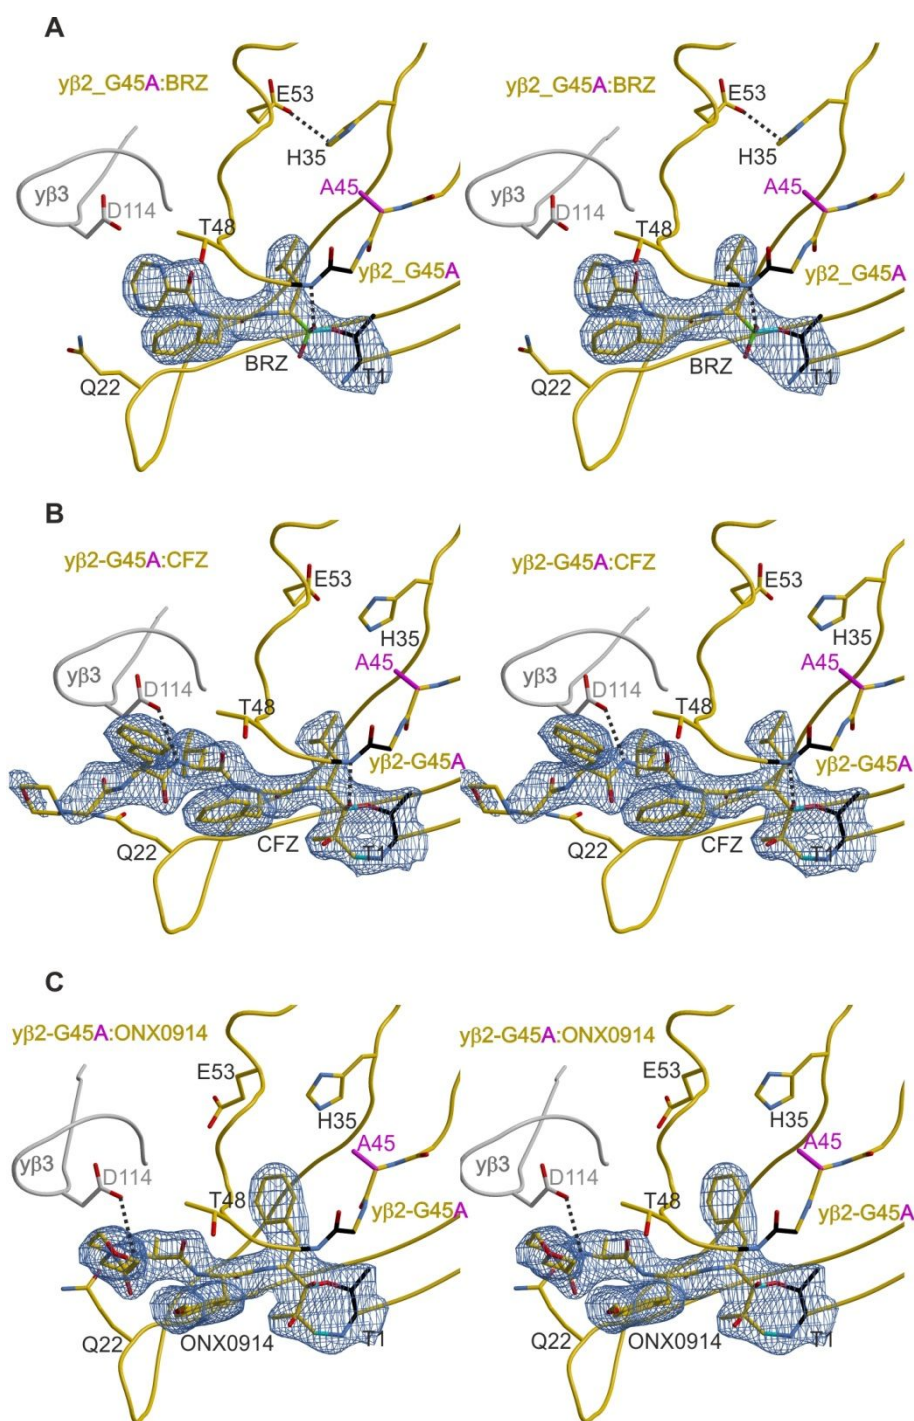 A
yβ2_G45A:BRZ
E53
H35
yβ3
D114
A45
T48
yβ2_G45A
BRZ
T1
Q22
yβ2_G45A:BRZ
E53
H35
yβ3
D114
A45
T48
yβ2_G45A
BRZ
T1
Q22
B
yβ2-G45A:CFZ
E53
H35
yβ3
A45
D114
T48
yβ2-G45A
CFZ
T1
Q22
yβ2-G45A:CFZ
E53
H35
yβ3
A45
D114
T48
yβ2-G45A
CFZ
T1
Q22
C
yβ2-G45A:ONX0914
E53
H35
A45
yβ3
D114
T48
yβ2-G45A
Q22
ONX0914
T1
yβ2-G45A:ONX0914
E53
H35
A45
yβ3
D114
T48
yβ2-G45A
Q22
ONX0914
T1